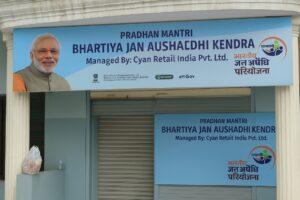 PRADHAN MANTRI
BHARTIYA JAN AUSHACDHI KENDRA
Managed By: Cyan Retail India Pvt. Ltd.
भारतीय
जन औषधि
परियोजना
PRADHAN MANTRI
BHARTIYA JAN AUSHADHI KENDR
Managed By: Cyan Retail India Pvt. Ltd.
भारतीय
जन औषधि
परियोजना